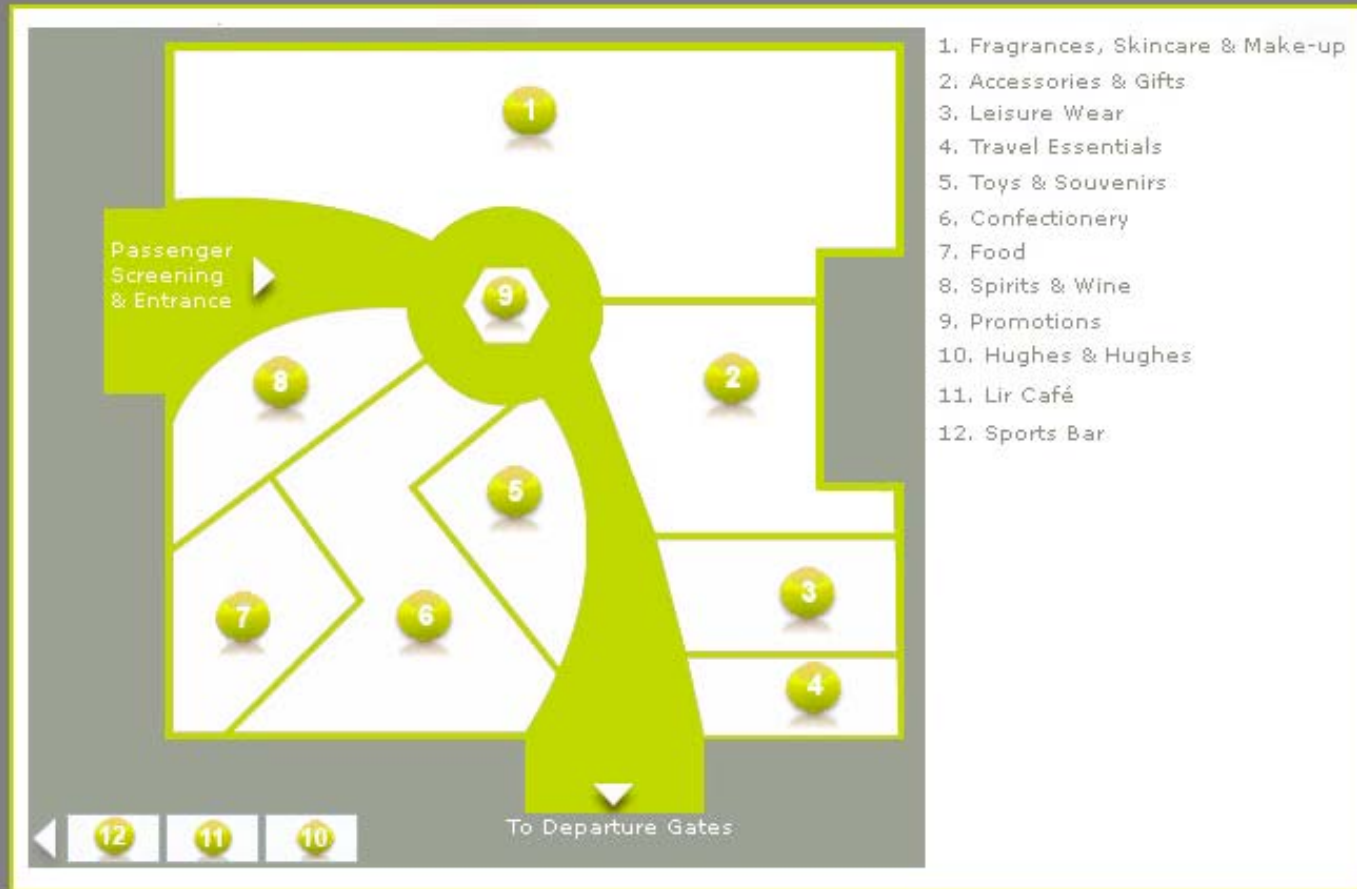 1
Passenger
Screening
& Entrance
9
8
2
5
3
7
6
4
12
11
10
To Departure Gates
1. Fragrances, Skincare & Make-up
2. Accessories & Gifts
3. Leisure Wear
4. Travel Essentials
5. Toys & Souvenirs
6. Confectionery
7. Food
8. Spirits & Wine
9. Promotions
10. Hughes & Hughes
11. Lir Café
12. Sports Bar